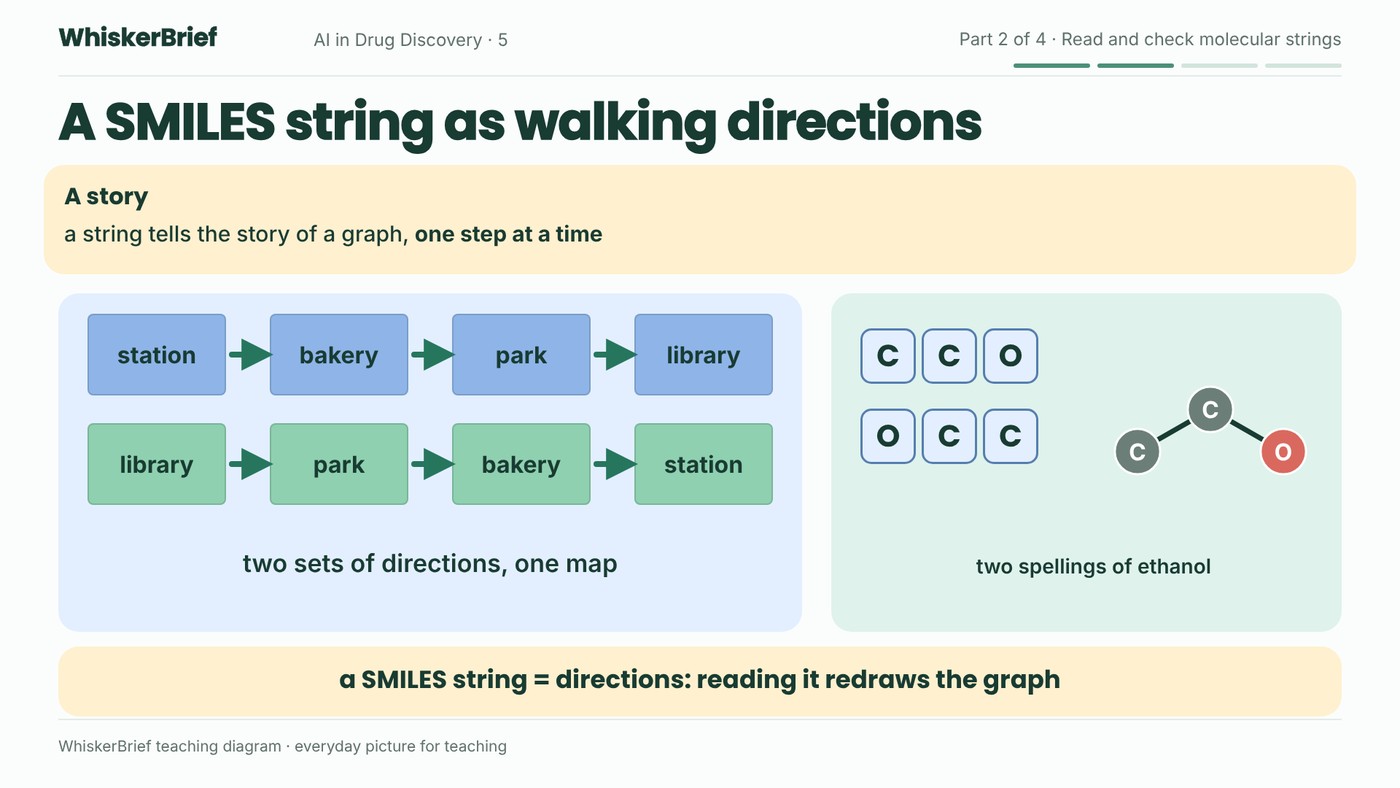 WhiskerBrief
AI in Drug Discovery · 5
Part 2 of 4 · Read and check molecular strings
A SMILES string as walking directions
A story
a string tells the story of a graph, one step at a time
station bakery park library
library park bakery station
two sets of directions, one map
C C O
O C C
C
C O
two spellings of ethanol
a SMILES string = directions: reading it redraws the graph
WhiskerBrief teaching diagram · everyday picture for teaching